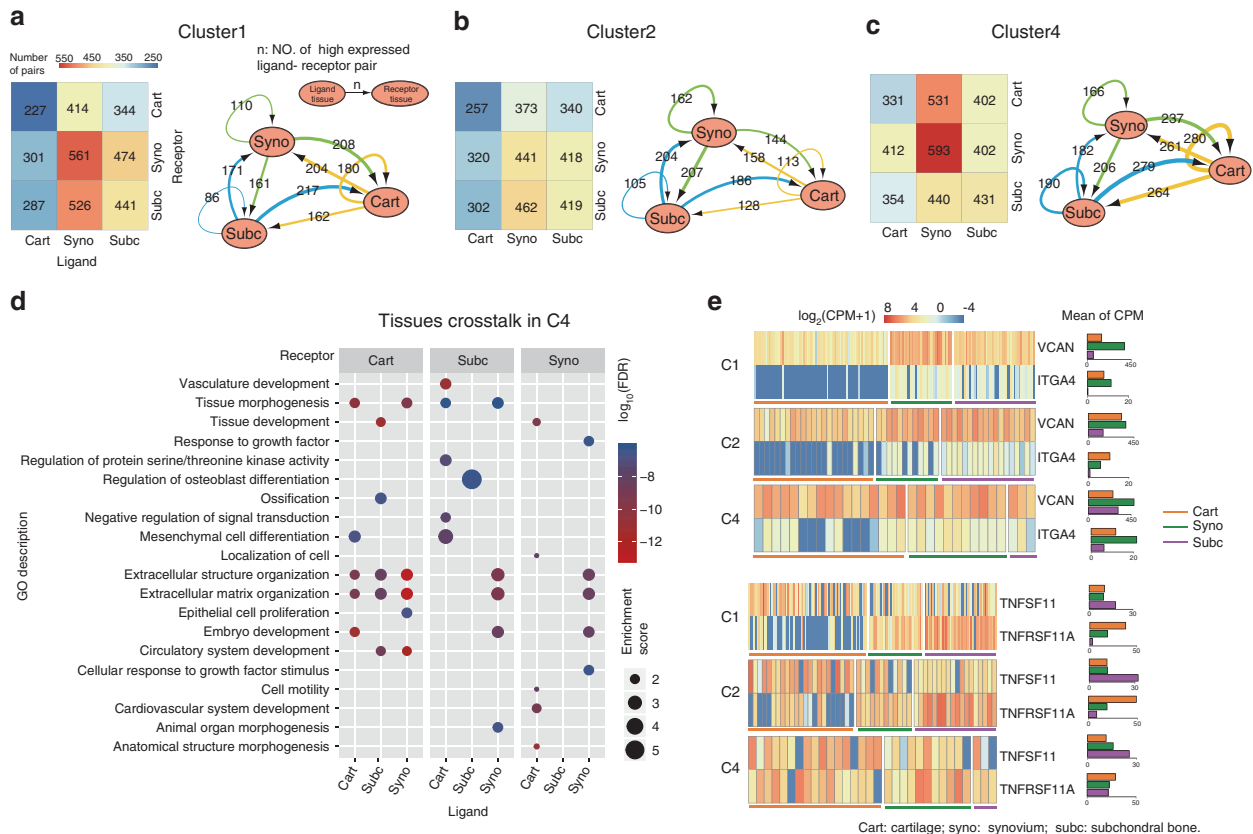 a
Cluster1
Number of pairs
550 450 350 250
n: NO. of high expressed
ligand- receptor pair
Ligand tissue
n
Receptor tissue
227 414 344 Cart
301 561 474 Syno
287 526 441 Subc
Receptor
Cart Syno Subc
Ligand
Syno
Cart
Subc
110
208
171
161
204
180
86
217
162
b
Cluster2
257 373 340 Cart
320 441 418 Syno
302 462 419 Subc
Cart Syno Subc
Syno
Cart
Subc
162
144
204
207
158
113
105
186
128
c
Cluster4
331 531 402 Cart
412 593 402 Syno
354 440 431 Subc
Cart Syno Subc
Syno
Cart
Subc
166
237
280
182
206
261
279
190
264
d
Tissues crosstalk in C4
Receptor
Cart Subc Syno
GO description
Vasculature development
Tissue morphogenesis
Tissue development
Response to growth factor
Regulation of protein serine/threonine kinase activity
Regulation of osteoblast differentiation
Ossification
Negative regulation of signal transduction
Mesenchymal cell differentiation
Localization of cell
Extracellular structure organization
Extracellular matrix organization
Epithelial cell proliferation
Embryo development
Circulatory system development
Cellular response to growth factor stimulus
Cell motility
Cardiovascular system development
Animal organ morphogenesis
Anatomical structure morphogenesis
Cart Subc Syno Cart Syno Cart Syno
Ligand
log10(FDR)
−8
−10
−12
Enrichment score
2
3
4
5
e
log2(CPM+1)
8 4 0 -4
Mean of CPM
C1
VCAN
450
ITGA4
0 20
C2
VCAN
450
ITGA4
0 20
C4
VCAN
450
ITGA4
0 20
Cart
Syno
Subc
C1
TNFSF11
0 30
TNFRSF11A
0 50
C2
TNFSF11
0 30
TNFRSF11A
0 50
C4
TNFSF11
0 30
TNFRSF11A
0 50
Cart: cartilage; syno: synovium; subc: subchondral bone.